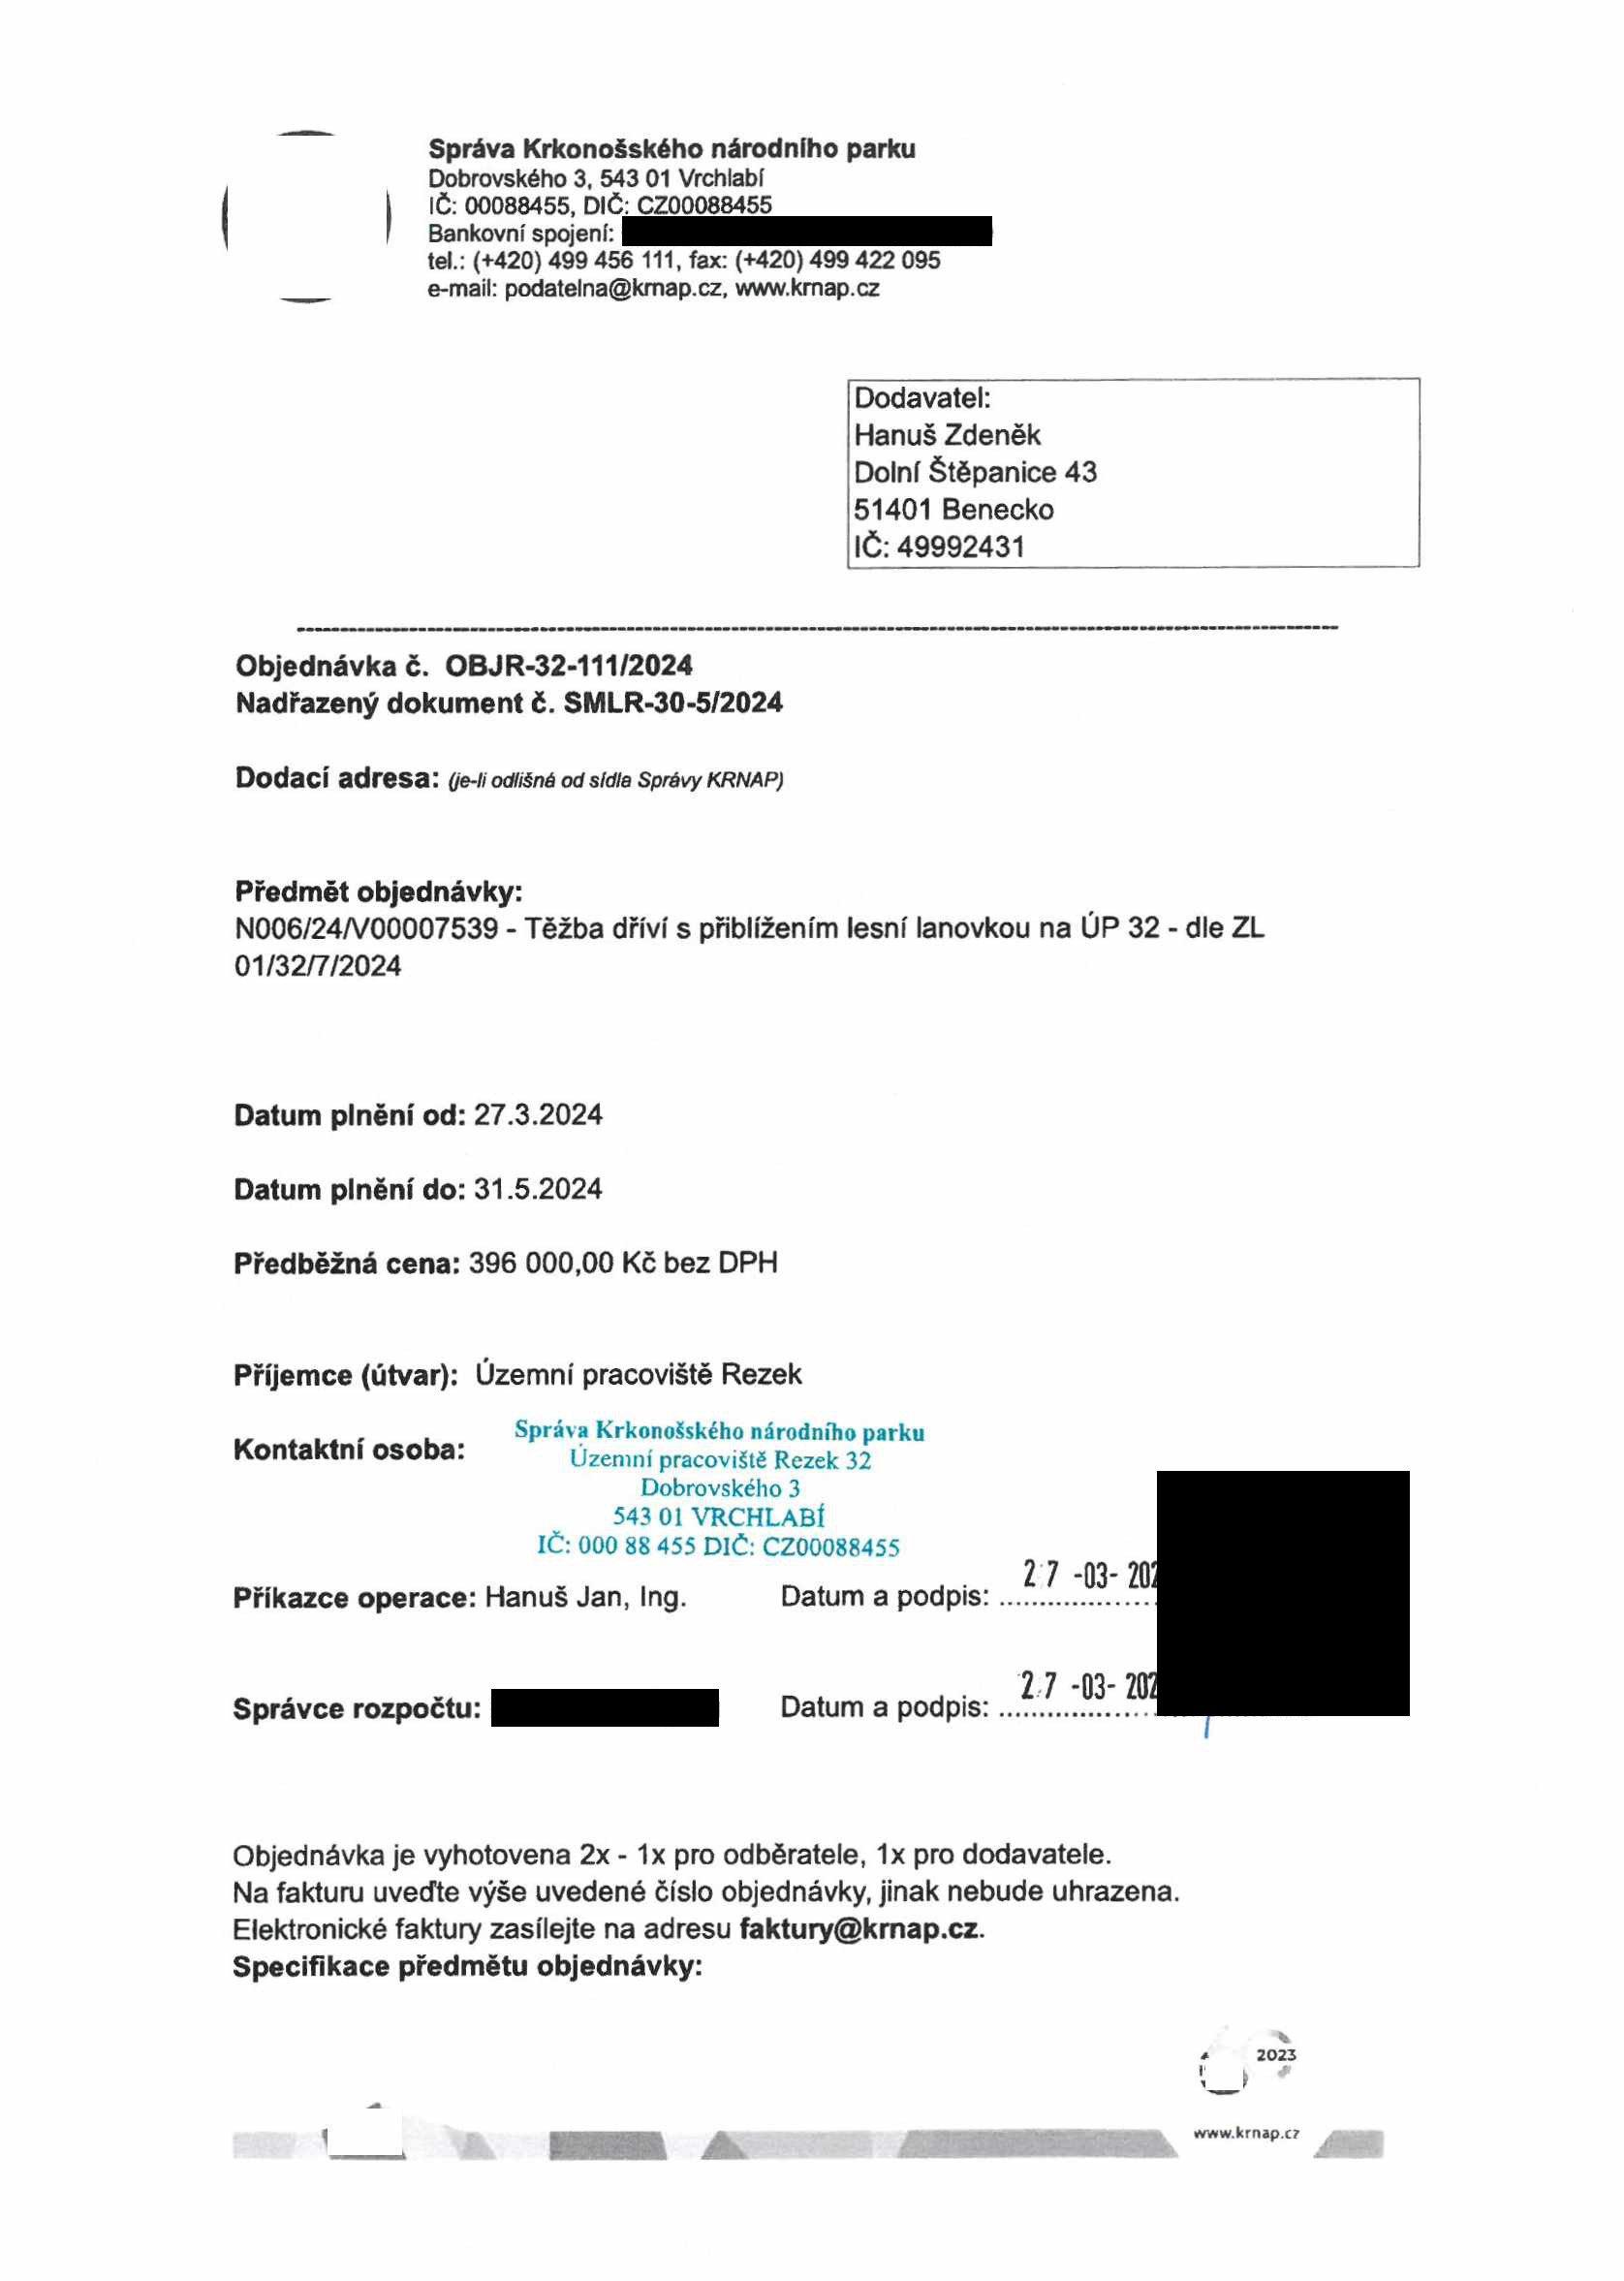 Správa Krkonošského národního parku
Dobrovského 3, 543 01 Vrchlabí
IČ: 00088455, DIČ: CZ00088455
Bankovní spojení:
tel.: (+420) 499 456 111, fax: (+420) 499 422 095
e-mail: podatelna@krnap.cz, www.krnap.cz
Dodavatel:
Hanuš Zdeněk
Dolní Štěpanice 43
51401 Benecko
IČ: 49992431
Objednávka č. OBJR-32-111/2024
Nadřazený dokument č. SMLR-30-5/2024
Dodací adresa: (je-li odlišná od sídla Správy KRNAP)
Předmět objednávky:
N006/24/V00007539 - Těžba dříví s přiblížením lesní lanovkou na ÚP 32 - dle ZL
01/32/7/2024
Datum plnění od: 27.3.2024
Datum plnění do: 31.5.2024
Předběžná cena: 396 000,00 Kč bez DPH
Příjemce (útvar): Územní pracoviště Rezek
Kontaktní osoba:
Správa Krkonošského národního parku
Územní pracoviště Rezek 32
Dobrovského 3
543 01 VRCHLABÍ
IČ: 000 88 455 DIČ: CZ00088455
Příkazce operace: Hanuš Jan, Ing. Datum a podpis: 27 -03- 202
Správce rozpočtu: Datum a podpis: 27 -03- 202
Objednávka je vyhotovena 2x - 1x pro odběratele, 1x pro dodavatele.
Na fakturu uveďte výše uvedené číslo objednávky, jinak nebude uhrazena.
Elektronické faktury zasílejte na adresu faktury@krnap.cz.
Specifikace předmětu objednávky:
2023
www.krnap.cz